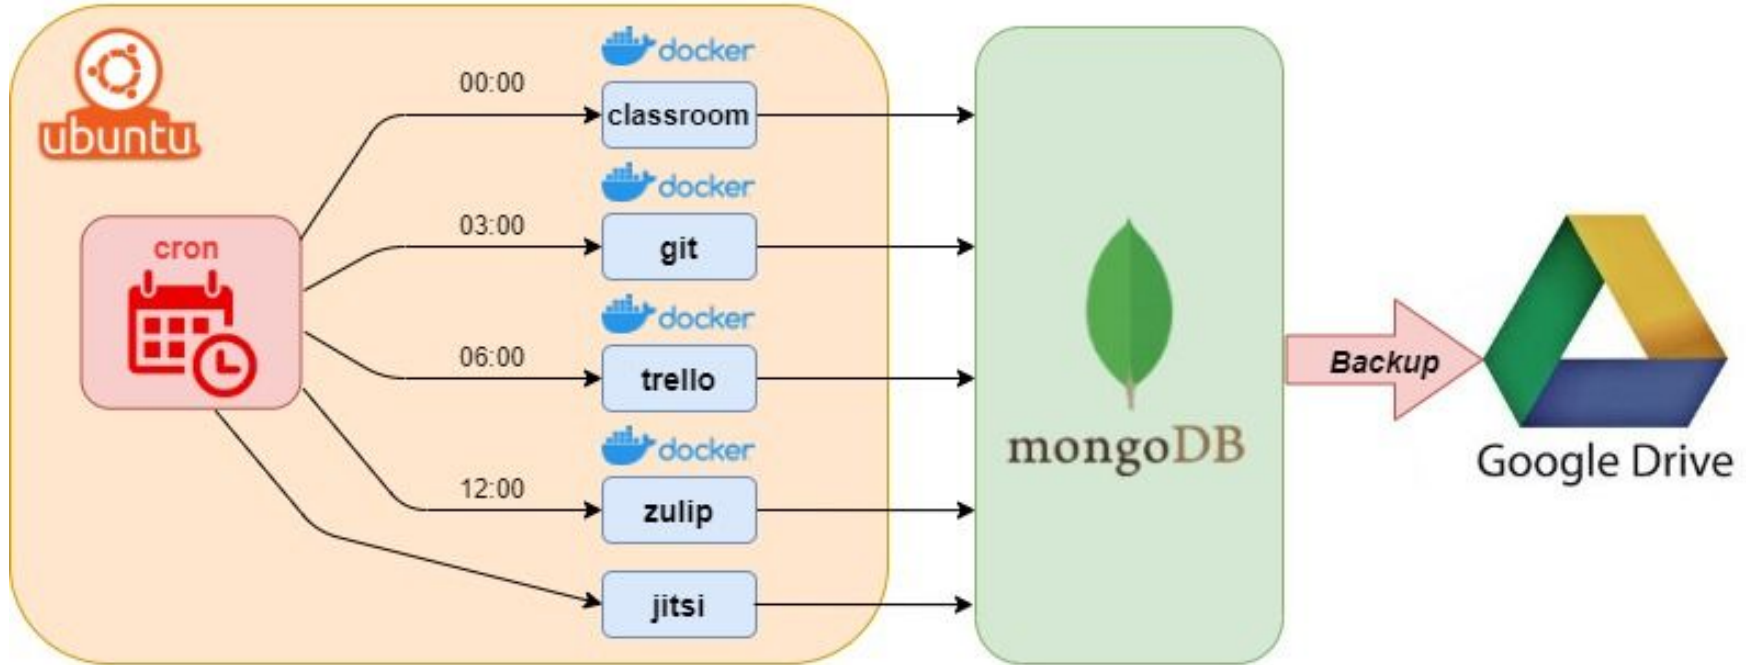 ubuntu
cron
00:00
docker
classroom
03:00
docker
git
06:00
docker
trello
12:00
docker
zulip
jitsi
mongoDB
Backup
Google Drive